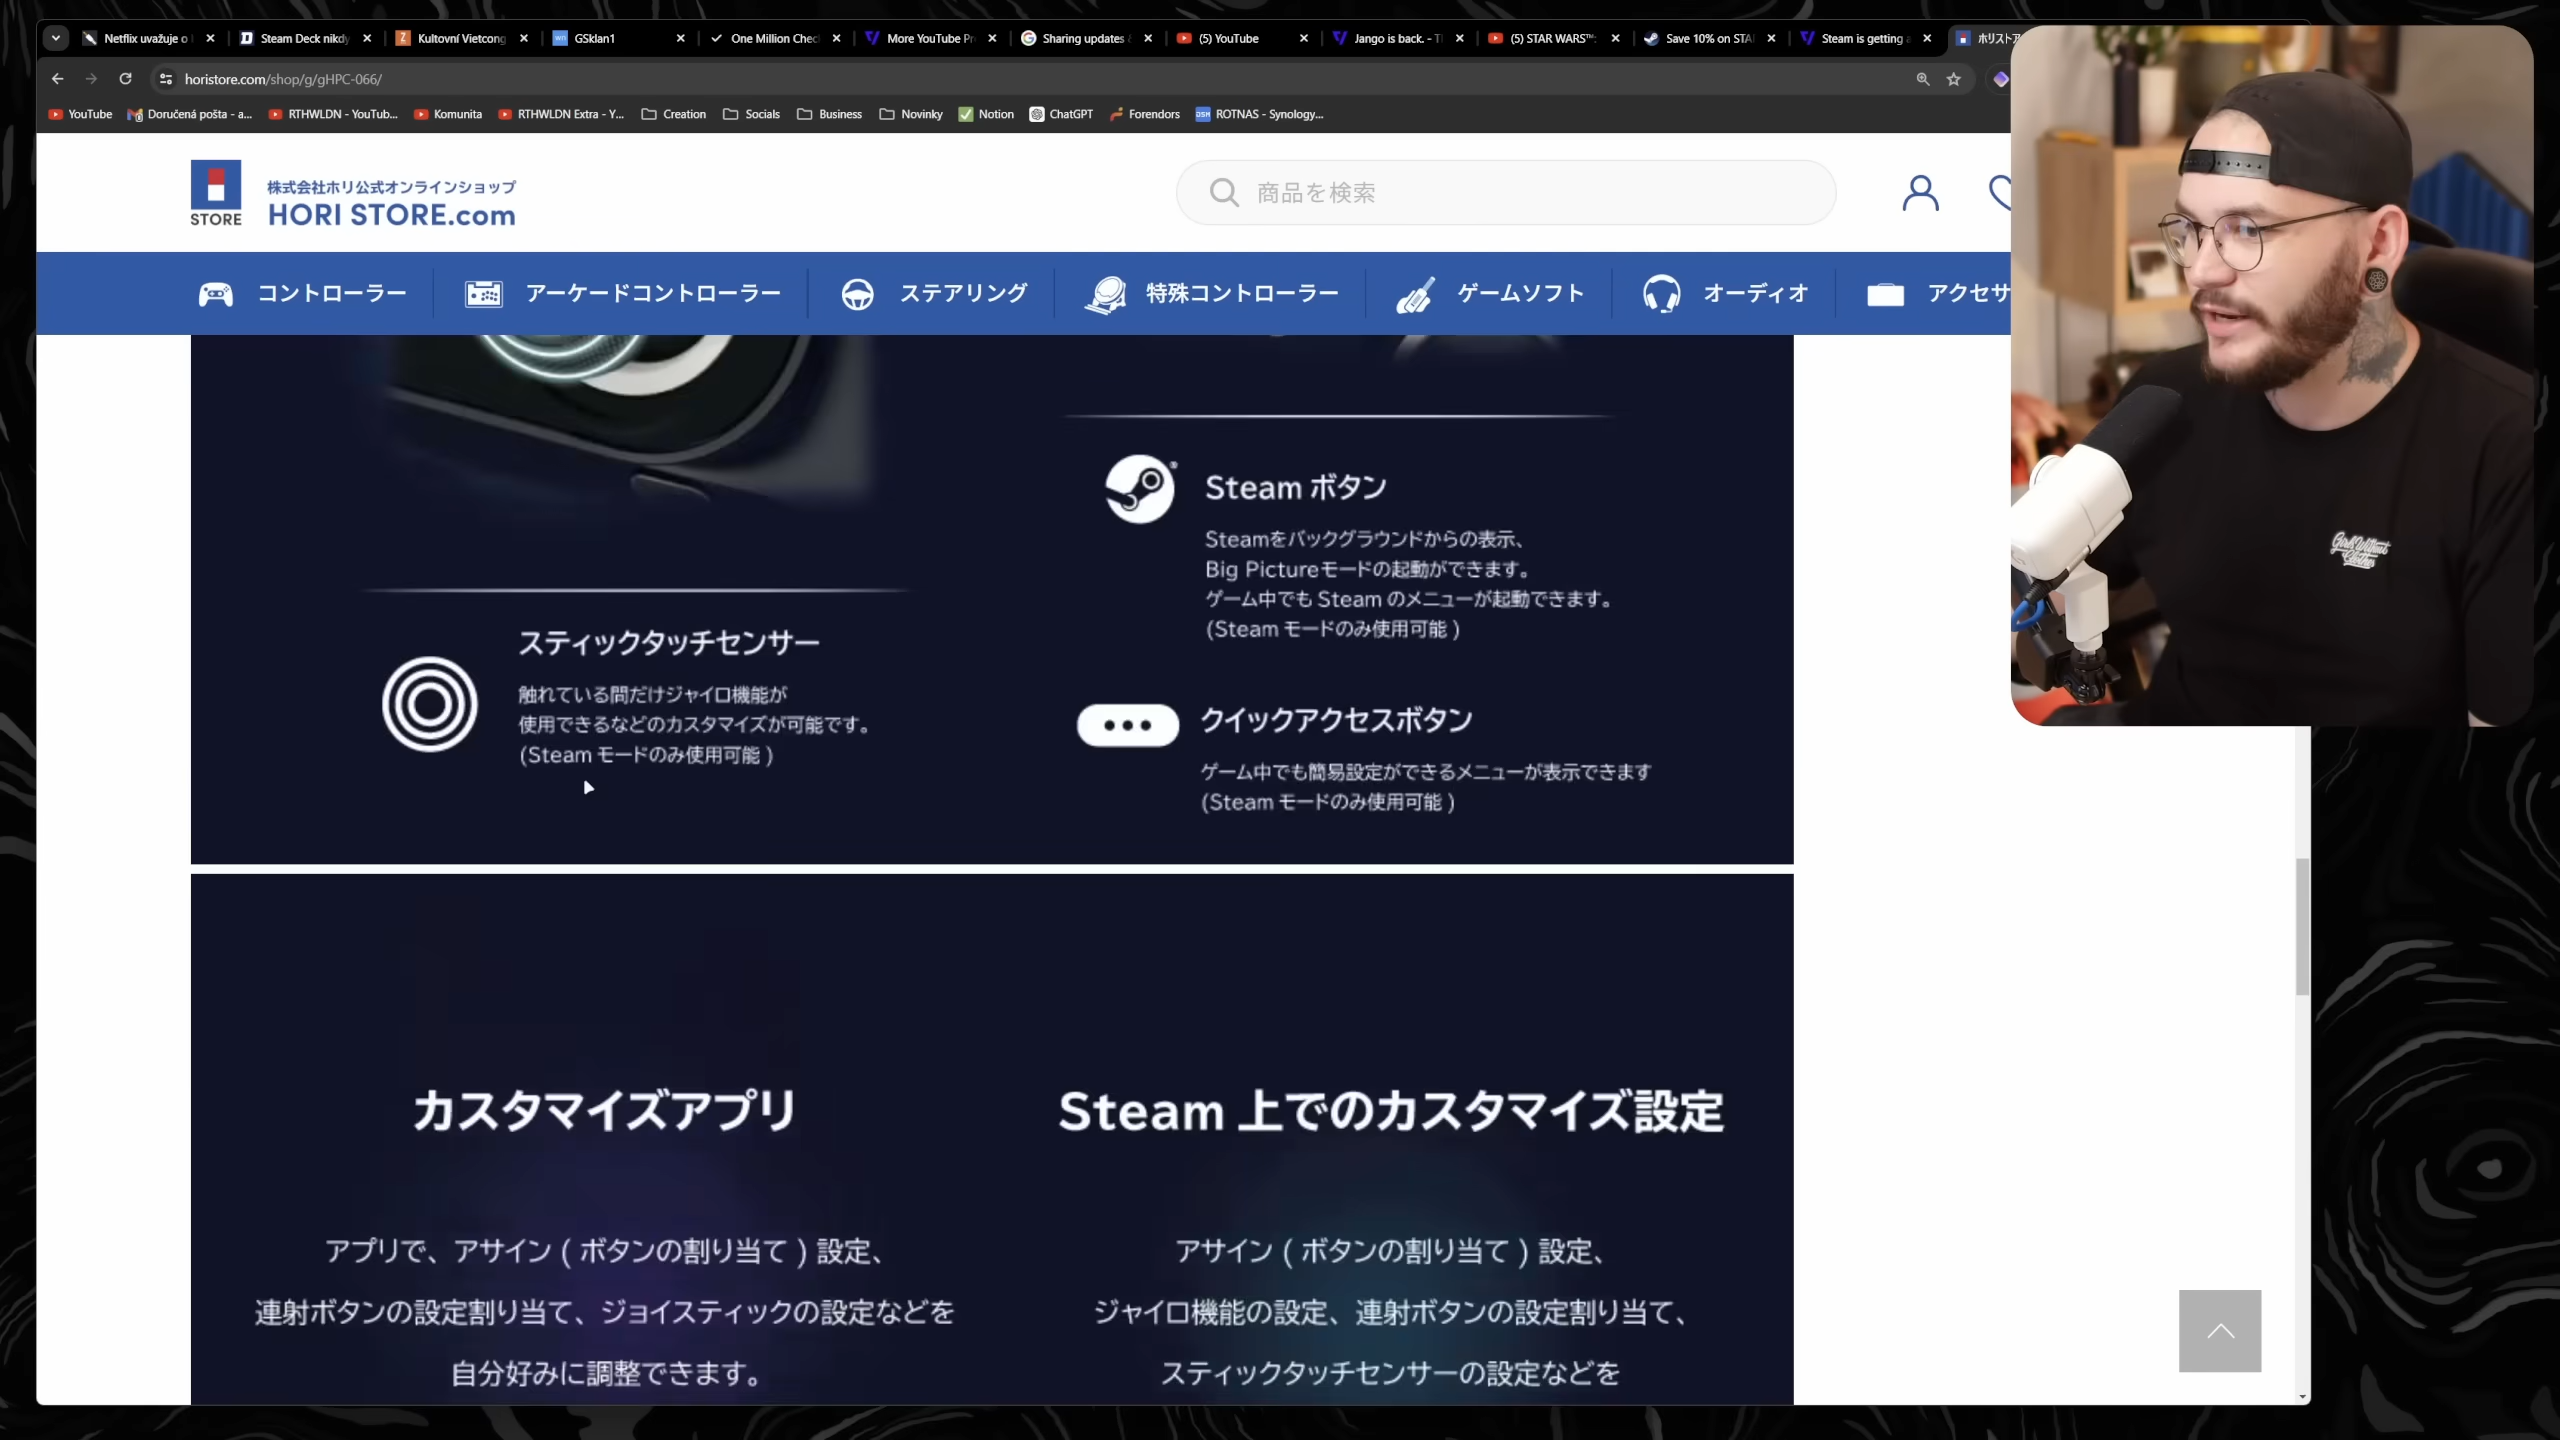 Netflix uvažuje o
Steam Deck nikdy
Kultovní Vietcong
GSklan1
One Million Chec
More YouTube Pr
Sharing updates
(5) YouTube
Jango is back. - T
(5) STAR WARS™:
Save 10% on STA
Steam is getting a
ホリストア
horistore.com/shop/g/gHPC-066/
YouTube
Doručená pošta - a...
RTHWLDN - YouTub...
Komunita
RTHWLDN Extra - Y...
Creation
Socials
Business
Novinky
Notion
ChatGPT
Forendors
ROTNAS - Synology...
STORE
株式会社ホリ公式オンラインショップ
HORI STORE.com
商品を検索
コントローラー
アーケードコントローラー
ステアリング
特殊コントローラー
ゲームソフト
オーディオ
アクセサ
Steam ボタン
Steamをバックグラウンドからの表示、
Big Pictureモードの起動ができます。
ゲーム中でも Steam のメニューが起動できます。
(Steam モードのみ使用可能 )
スティックタッチセンサー
触れている間だけジャイロ機能が
使用できるなどのカスタマイズが可能です。
(Steam モードのみ使用可能 )
クイックアクセスボタン
ゲーム中でも簡易設定ができるメニューが表示できます
(Steam モードのみ使用可能 )
カスタマイズアプリ
アプリで、アサイン ( ボタンの割り当て ) 設定、
連射ボタンの設定割り当て、ジョイスティックの設定などを
自分好みに調整できます。
Steam 上でのカスタマイズ設定
アサイン ( ボタンの割り当て ) 設定、
ジャイロ機能の設定、連射ボタンの設定割り当て、
スティックタッチセンサーの設定などを
Girls Without
Clothes